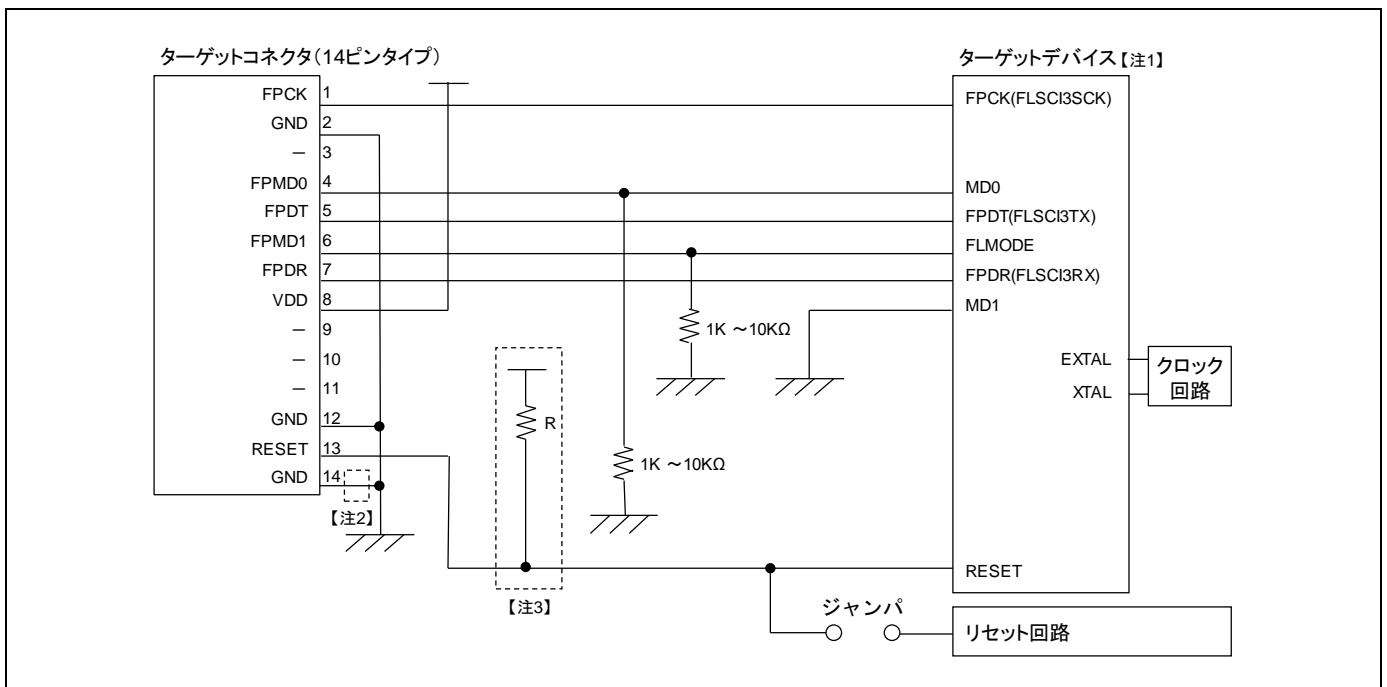 ターゲットコネクタ(14ピンタイプ)
ターゲットデバイス【注1】
FPCK 1
GND 2
— 3
FPMD0 4
FPDT 5
FPMD1 6
FPDR 7
VDD 8
— 9
— 10
— 11
GND 12
RESET 13
GND 14
【注2】
R
【注3】
1K ~10KΩ
1K ~10KΩ
FPCK(FLSCI3SCK)
MD0
FPDT(FLSCI3TX)
FLMODE
FPDR(FLSCI3RX)
MD1
EXTAL
XTAL
クロック
回路
RESET
ジャンパ
リセット回路